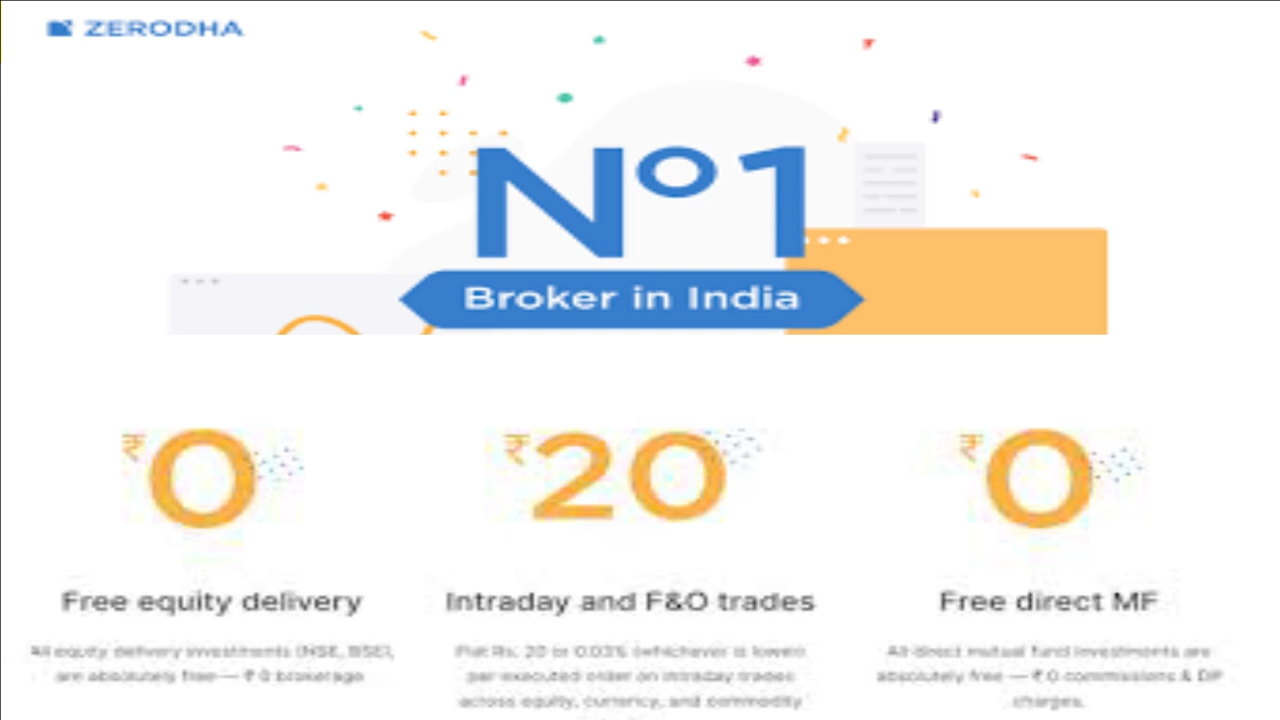 ZERODHA
Nº1
Broker in India
₹0
₹20
₹0
Free equity delivery
Intraday and F&O trades
Free direct MF
All equity delivery investments (NSE, BSE),
are absolutely free — ₹ 0 brokerage.
Flat Rs. 20 or 0.03% (whichever is lower)
per executed order on intraday trades
across equity, currency, and commodity
All direct mutual fund investments are
absolutely free — ₹ 0 commissions & DP
charges.